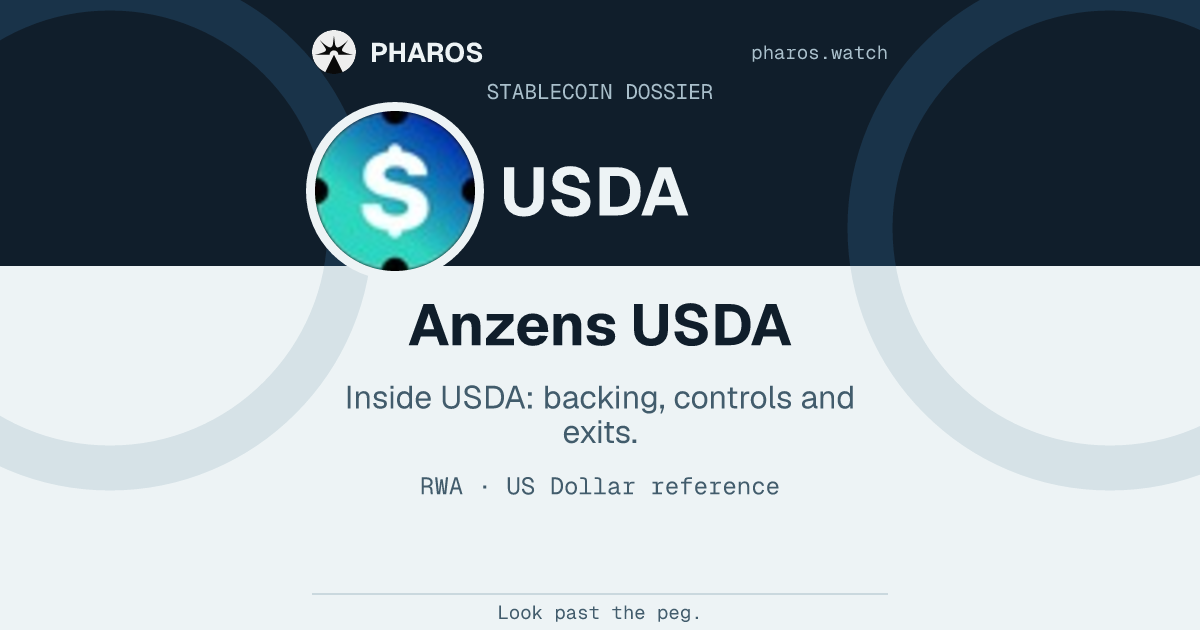 PHAROS
pharos.watch
STABLECOIN DOSSIER
$
USDA
Anzens USDA
Inside USDA: backing, controls and
exits.
RWA · US Dollar reference
Look past the peg.